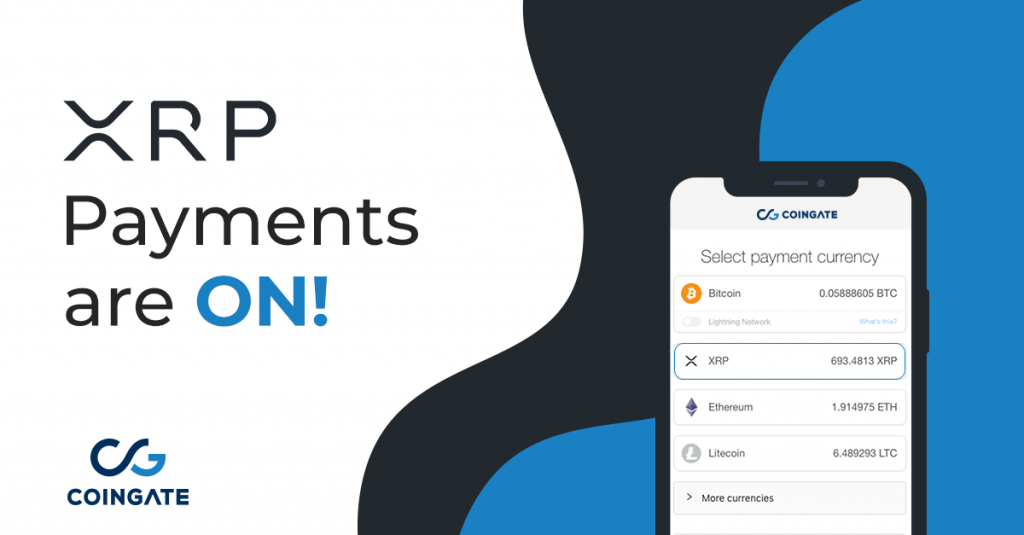 XRP
Payments
are ON!
COINGATE
COINGATE
Select payment currency
Bitcoin 0.05888605 BTC
Lightning Network What's this?
XRP 693.4813 XRP
Ethereum 1.914975 ETH
Litecoin 6.489293 LTC
More currencies